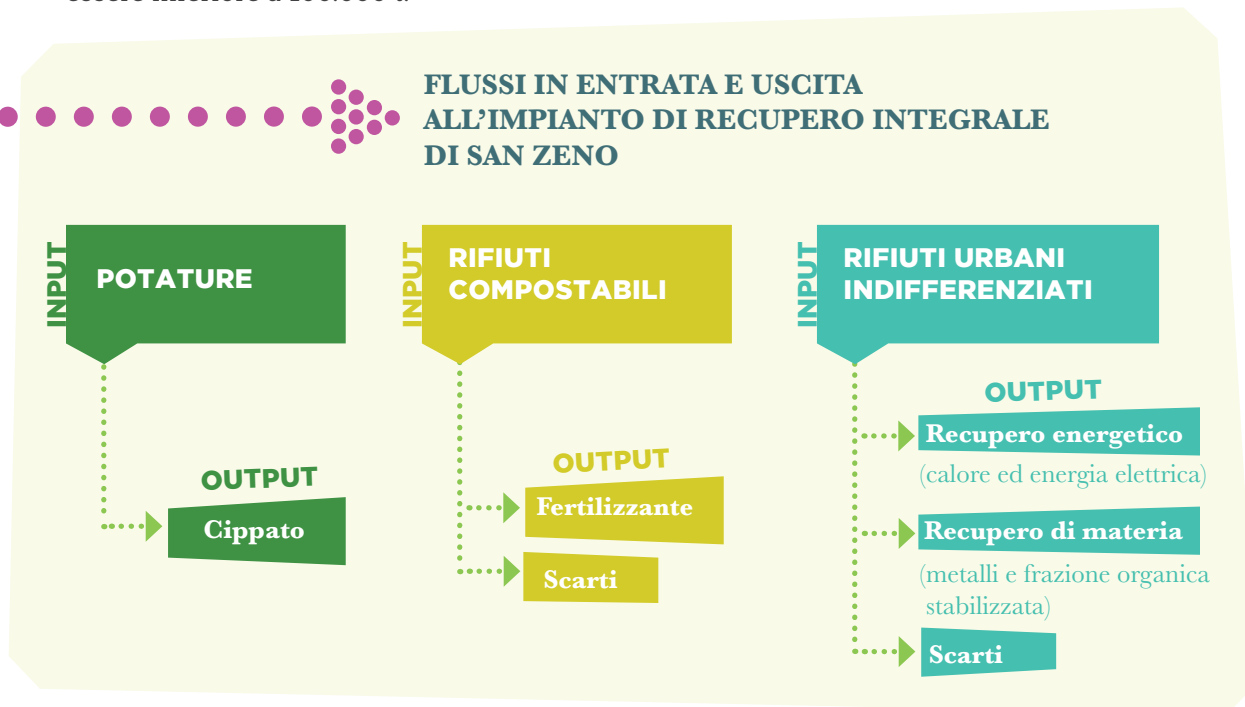 FLUSSI IN ENTRATA E USCITA
ALL'IMPIANTO DI RECUPERO INTEGRALE
DI SAN ZENO
INPUT
POTATURE
OUTPUT
Cippato
INPUT
RIFIUTI
COMPOSTABILI
OUTPUT
Fertilizzante
Scarti
INPUT
RIFIUTI URBANI
INDIFFERENZIATI
OUTPUT
Recupero energetico
(calore ed energia elettrica)
Recupero di materia
(metalli e frazione organica
stabilizzata)
Scarti